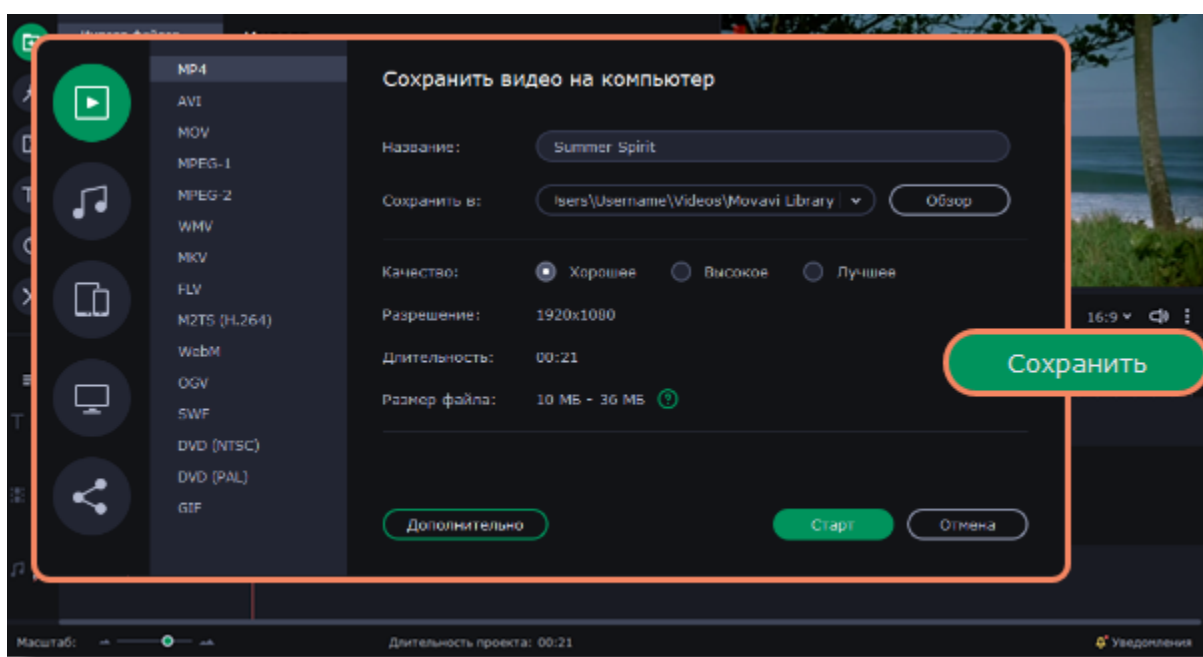 MP4
AVI
MOV
MPEG-1
MPEG-2
WMV
MKV
FLV
M2TS (H.264)
WebM
OGV
SWF
DVD (NTSC)
DVD (PAL)
GIF
Сохранить видео на компьютер
Название: Summer Spirit
Сохранить в: \Username\Videos\Movavi Library Обзор
Качество: Хорошее Высокое Лучшее
Разрешение: 1920x1080
Длительность: 00:21
Размер файла: 10 МБ - 36 МБ ?
Дополнительно Старт Отмена
16:9
Сохранить
Масштаб: Длительность проекта: 00:21 Уведомления